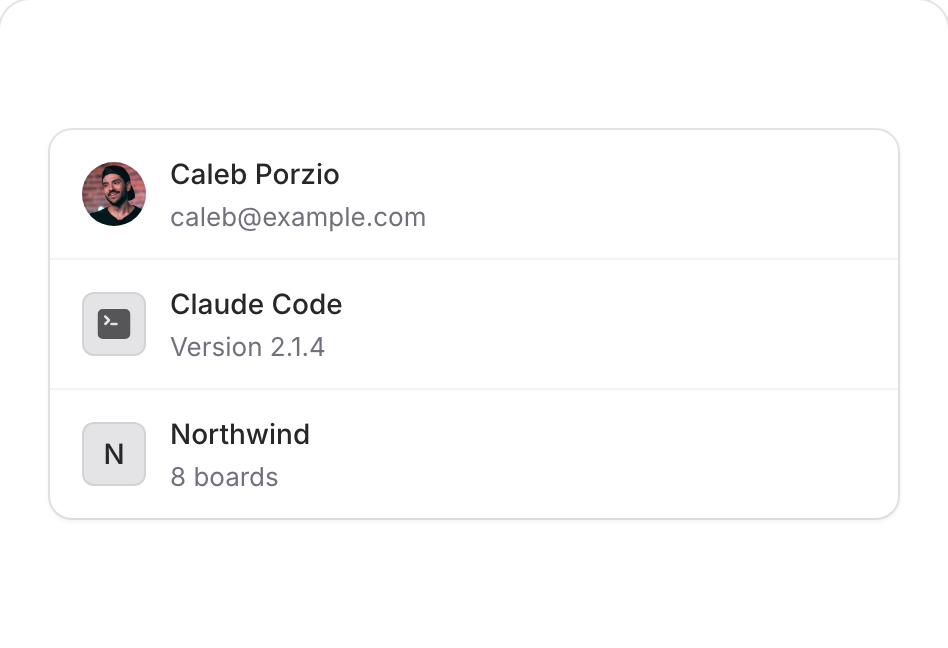 Caleb Porzio
caleb@example.com
>_
Claude Code
Version 2.1.4
N
Northwind
8 boards